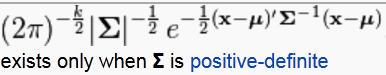 (2π)^{-k/2} |Σ|^{-1/2} e^{-1/2 (x−μ)′ Σ^{-1} (x−μ)}
exists only when Σ is positive-definite